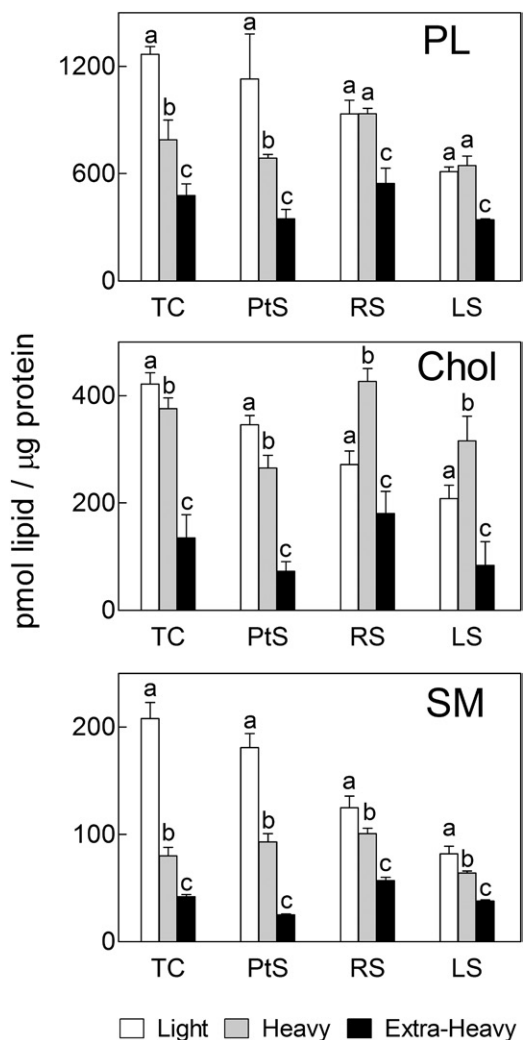 PL
1200
600
0
a
b
c
a
b
c
a
a
c
a
a
c
TC PtS RS LS
Chol
400
200
0
a
b
c
a
b
c
a
b
c
a
b
c
TC PtS RS LS
SM
200
100
0
a
b
c
a
b
c
a
b
c
a
b
c
TC PtS RS LS
pmol lipid / µg protein
Light Heavy Extra-Heavy